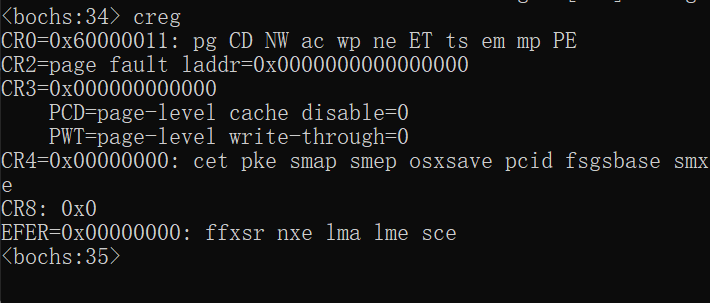 <bochs:34> creg
CR0=0x60000011: pg CD NW ac wp ne ET ts em mp PE
CR2=page fault laddr=0x0000000000000000
CR3=0x000000000000
    PCD=page-level cache disable=0
    PWT=page-level write-through=0
CR4=0x00000000: cet pke smap smep osxsave pcid fsgsbase smx
e
CR8: 0x0
EFER=0x00000000: ffxsr nxe lma lme sce
<bochs:35>